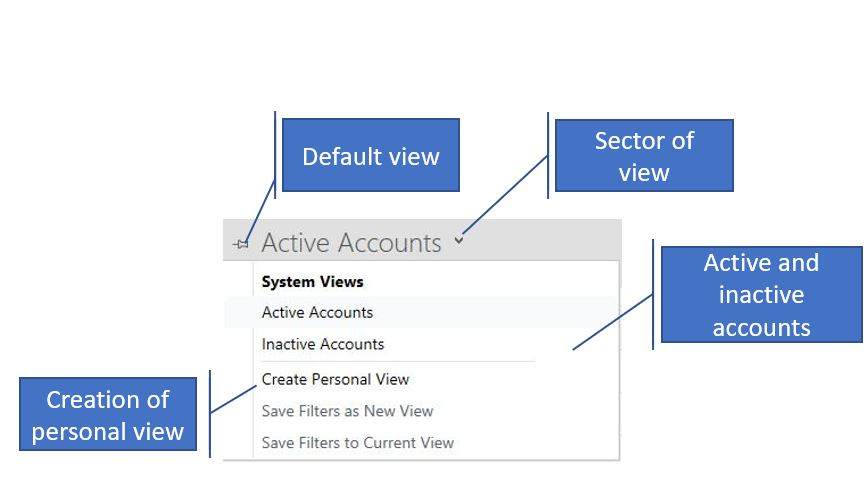 Default view
Sector of
view
Active Accounts
Active and
inactive
accounts
System Views
Active Accounts
Inactive Accounts
Create Personal View
Creation of
personal view
Save Filters as New View
Save Filters to Current View